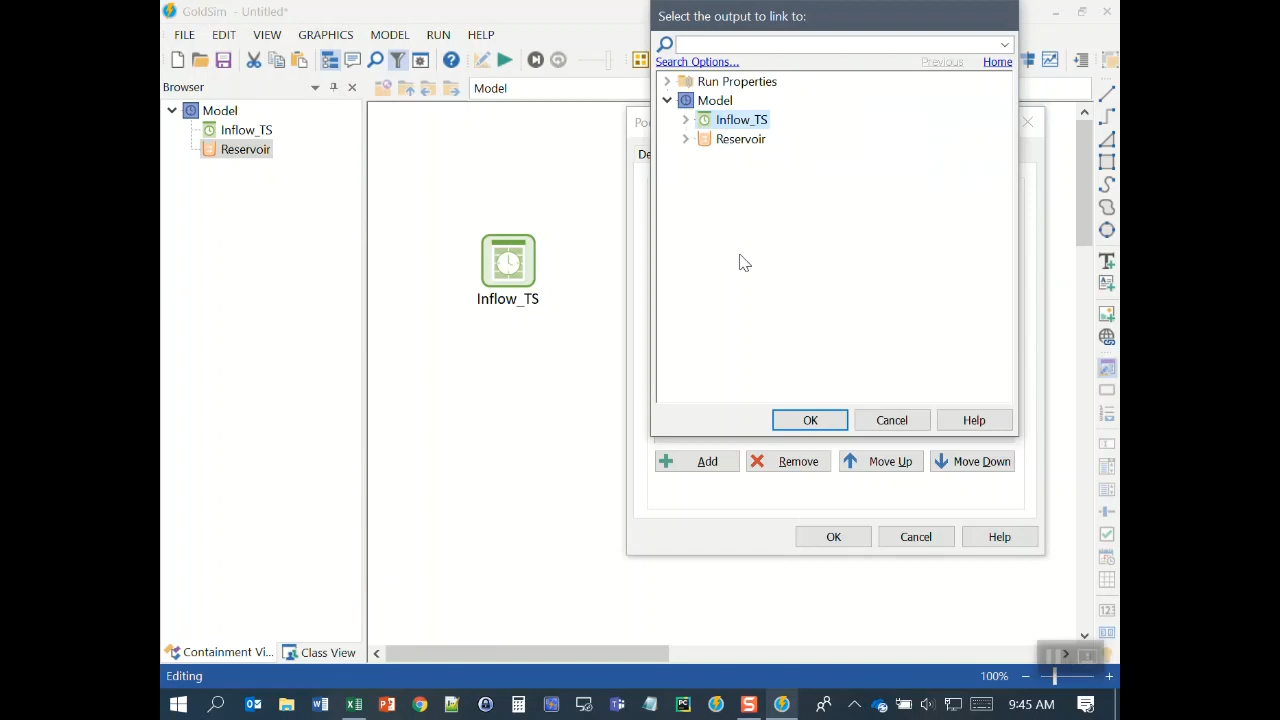 GoldSim - Untitled*
FILE EDIT VIEW GRAPHICS MODEL RUN HELP
Browser
Model
Model
Inflow_TS
Reservoir
Inflow_TS
Select the output to link to:
Search Options...
Previous
Home
Run Properties
Model
Inflow_TS
Reservoir
OK
Cancel
Help
Add
Remove
Move Up
Move Down
OK
Cancel
Help
Containment Vi...
Class View
Editing
100%
9:45 AM